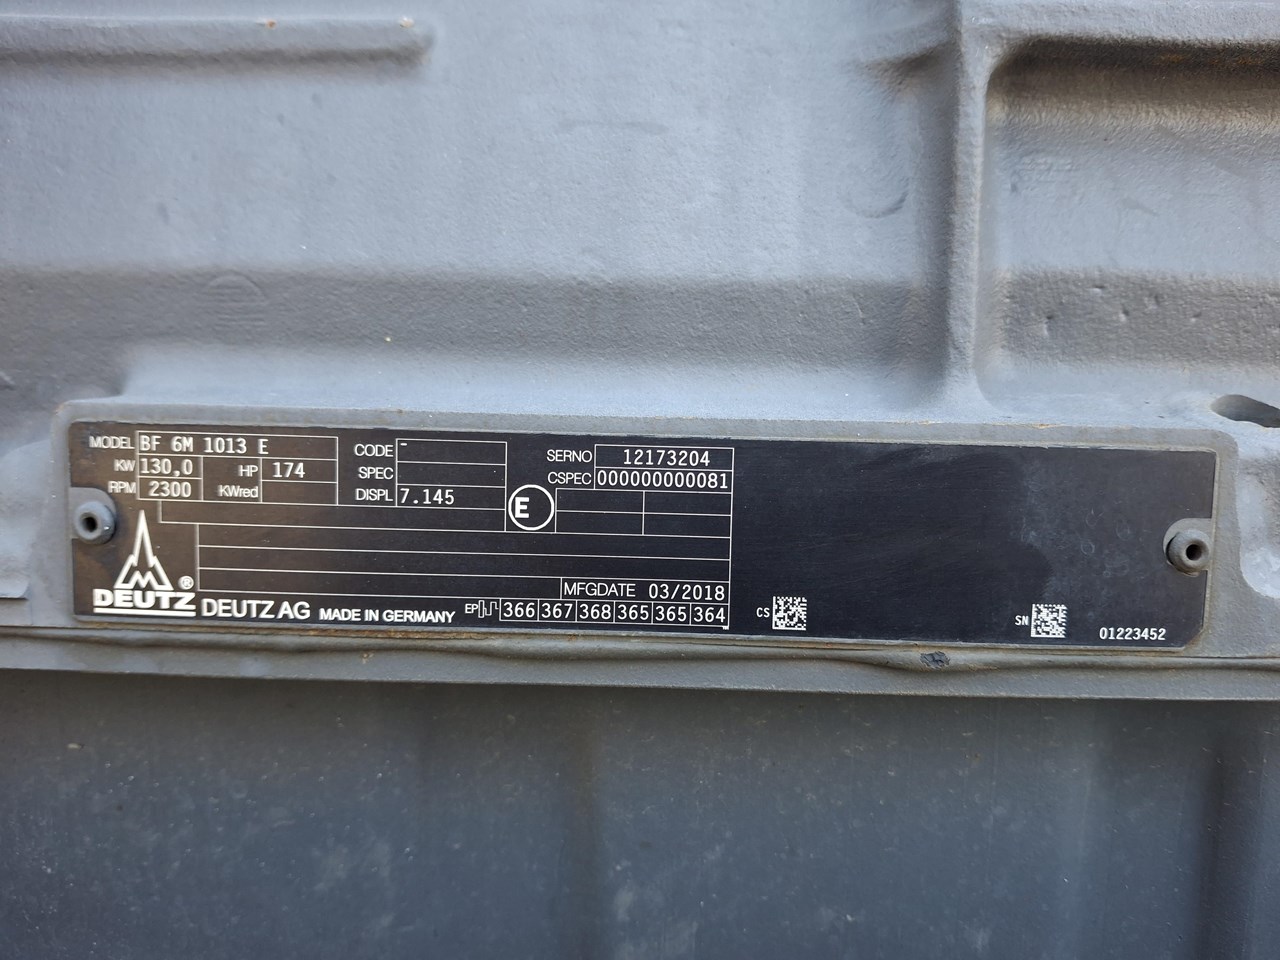 MODEL BF 6M 1013 E CODE - SERNO 12173204
KW 130,0 HP 174 SPEC CSPEC 000000000081
RPM 2300 KWred DISPL 7.145
E
MFGDATE 03/2018
DEUTZ ® DEUTZ AG MADE IN GERMANY EP 366 367 368 365 365 364
CS SN 01223452